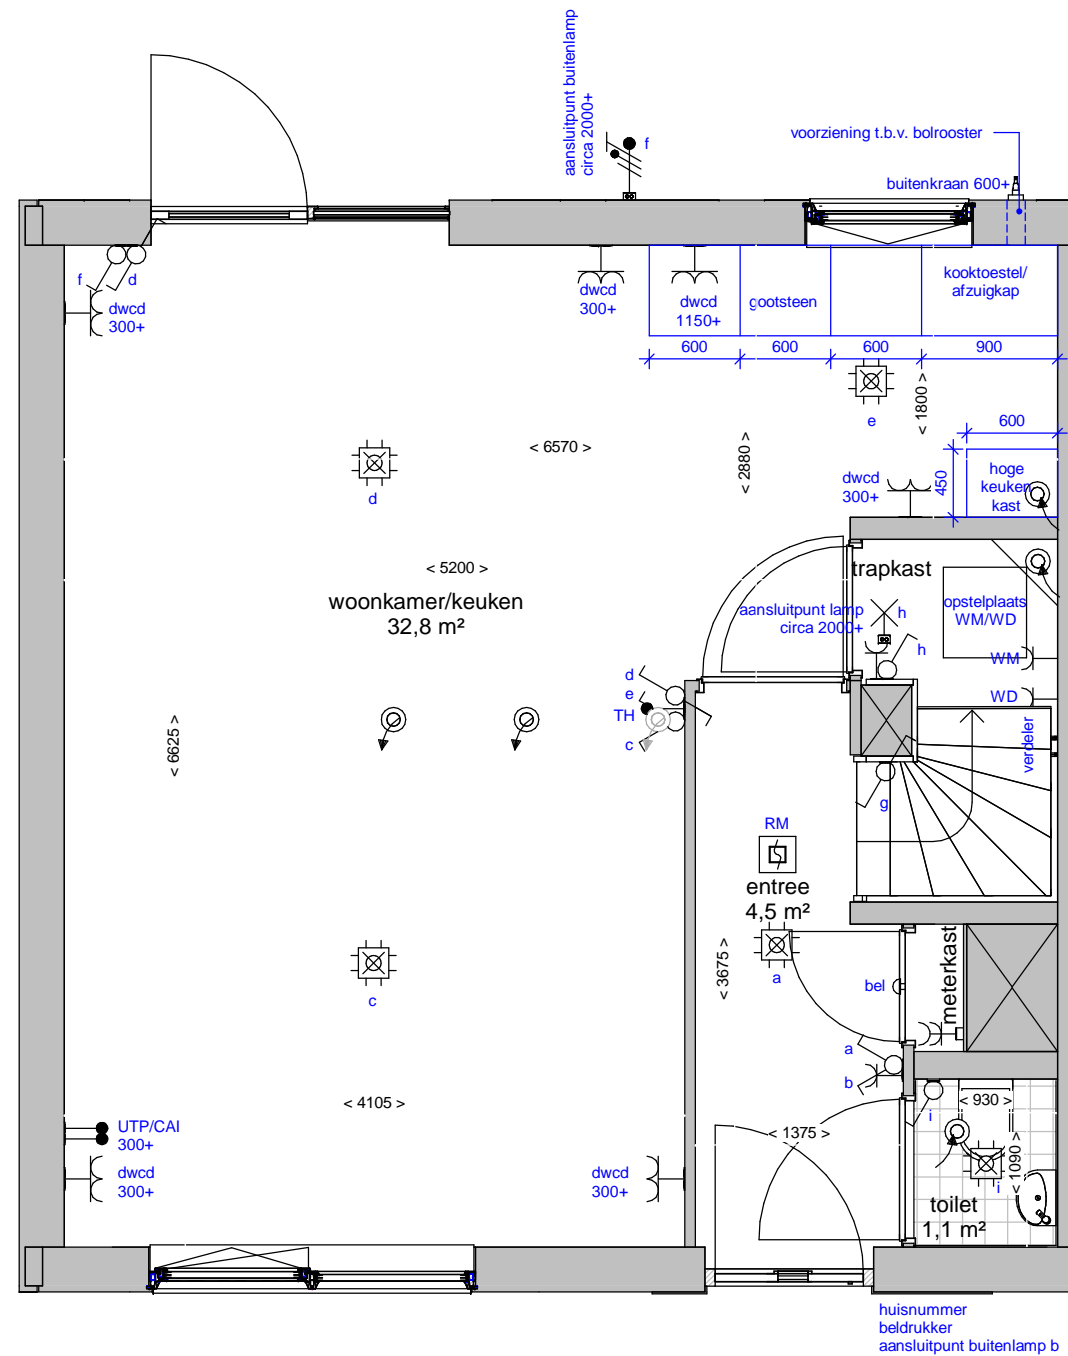 aansluitpunt buitenlamp
circa 2000+
f
voorziening t.b.v. bolrooster
buitenkraan 600+
f
d
dwcd
300+
dwcd
300+
dwcd
1150+
gootsteen
kooktoestel/
afzuigkap
600
600
600
900
e
< 1800 >
600
< 6570 >
< 2880 >
d
dwcd
300+
450
hoge
keuken
kast
< 5200 >
woonkamer/keuken
32,8 m²
trapkast
aansluitpunt lamp
circa 2000+
h
h
opstelplaats
WM/WD
WM
WD
d
e
TH
c
< 6625 >
verdeler
g
RM
entree
4,5 m²
< 3675 >
a
c
bel
meterkast
a
b
< 4105 >
< 1375 >
i
< 930 >
< 1090 >
i
UTP/CAI
300+
dwcd
300+
dwcd
300+
toilet
1,1 m²
huisnummer
beldrukker
aansluitpunt buitenlamp b